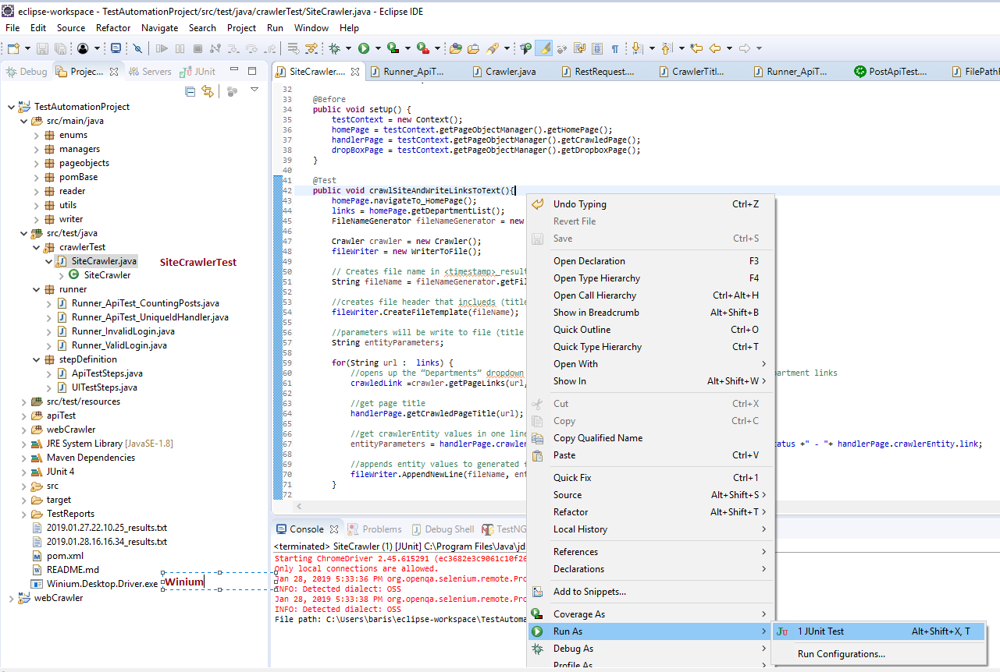 eclipse-workspace - TestAutomationProject/src/test/java/crawlerTest/SiteCrawler.java - Eclipse IDE
File Edit Source Refactor Navigate Search Project Run Window Help
Debug Projec... Servers JUnit
TestAutomationProject
src/main/java
enums
managers
pageobjects
pomBase
reader
utils
writer
src/test/java
crawlerTest
SiteCrawler.java SiteCrawlerTest
SiteCrawler
runner
Runner_ApiTest_CountingPosts.java
Runner_ApiTest_UniqueIdHandler.java
Runner_InvalidLogin.java
Runner_ValidLogin.java
stepDefinition
ApiTestSteps.java
UITestSteps.java
src/test/resources
apiTest
webCrawler
JRE System Library [JavaSE-1.8]
Maven Dependencies
JUnit 4
src
target
TestReports
2019.01.27.22.10.25_results.txt
2019.01.28.16.16.34_results.txt
pom.xml
README.md
Winium.Desktop.Driver.exe Winium
webCrawler
SiteCrawler.... Runner_ApiT... Crawler.java RestRequest.... CrawlerTitl... Runner_ApiT... PostApiTest.... FilePathF
32
33 @Before
34 public void setUp() {
35 testContext = new Context();
36 homePage = testContext.getPageObjectManager().getHomePage();
37 handlerPage = testContext.getPageObjectManager().getCrawledPage();
38 dropBoxPage = testContext.getPageObjectManager().getDropboxPage();
39 }
40
41 @Test
42 public void crawlSiteAndWriteLinksToText(){
43 homePage.navigateTo_HomePage();
44 links = homePage.getDepartmentList();
45 FileNameGenerator fileNameGenerator = new
46
47 Crawler crawler = new Crawler();
48 fileWriter = new WriterToFile();
49
50 // Creates file name in <timestamp>_result
51 String fileName = fileNameGenerator.getFil
52
53 //creates file header that inclueds (title
54 fileWriter.CreateFileTemplate(fileName);
55
56 //parameters will be write to file (title
57 String entityParameters;
58
59 for(String url : links) {
60 //opens up the “Departments” dropdown partment links
61 crawledLink =crawler.getPageLinks(url,
62
63 //get page title
64 handlerPage.getCrawledPageTitle(url);
65
66 //get crawlerEntity values in one line
67 entityParameters = handlerPage.crawler tatus +" - "+ handlerPage.crawlerEntity.link;
68
69 //appends entity values to generated f
70 fileWriter.AppendNewLine(fileName, ent
71 }
72
Undo Typing Ctrl+Z
Revert File
Save Ctrl+S
Open Declaration F3
Open Type Hierarchy F4
Open Call Hierarchy Ctrl+Alt+H
Show in Breadcrumb Alt+Shift+B
Quick Outline Ctrl+O
Quick Type Hierarchy Ctrl+T
Open With
Show In Alt+Shift+W
Cut Ctrl+X
Copy Ctrl+C
Copy Qualified Name
Paste Ctrl+V
Quick Fix Ctrl+1
Source Alt+Shift+S
Refactor Alt+Shift+T
Local History
References
Declarations
Add to Snippets...
Coverage As
Run As
Debug As
Profile As
1 JUnit Test Alt+Shift+X, T
Run Configurations...
Console Problems Debug Shell TestNG
<terminated> SiteCrawler (1) [JUnit] C:\Program Files\Java\jd
Starting ChromeDriver 2.45.615291 (ec3682e3c9061c10f26
Only local connections are allowed.
Jan 28, 2019 5:33:36 PM org.openqa.selenium.remote.Pro
INFO: Detected dialect: OSS
Jan 28, 2019 5:33:38 PM org.openqa.selenium.remote.Pro
INFO: Detected dialect: OSS
File path: C:\Users\baris\eclipse-workspace\TestAutoma